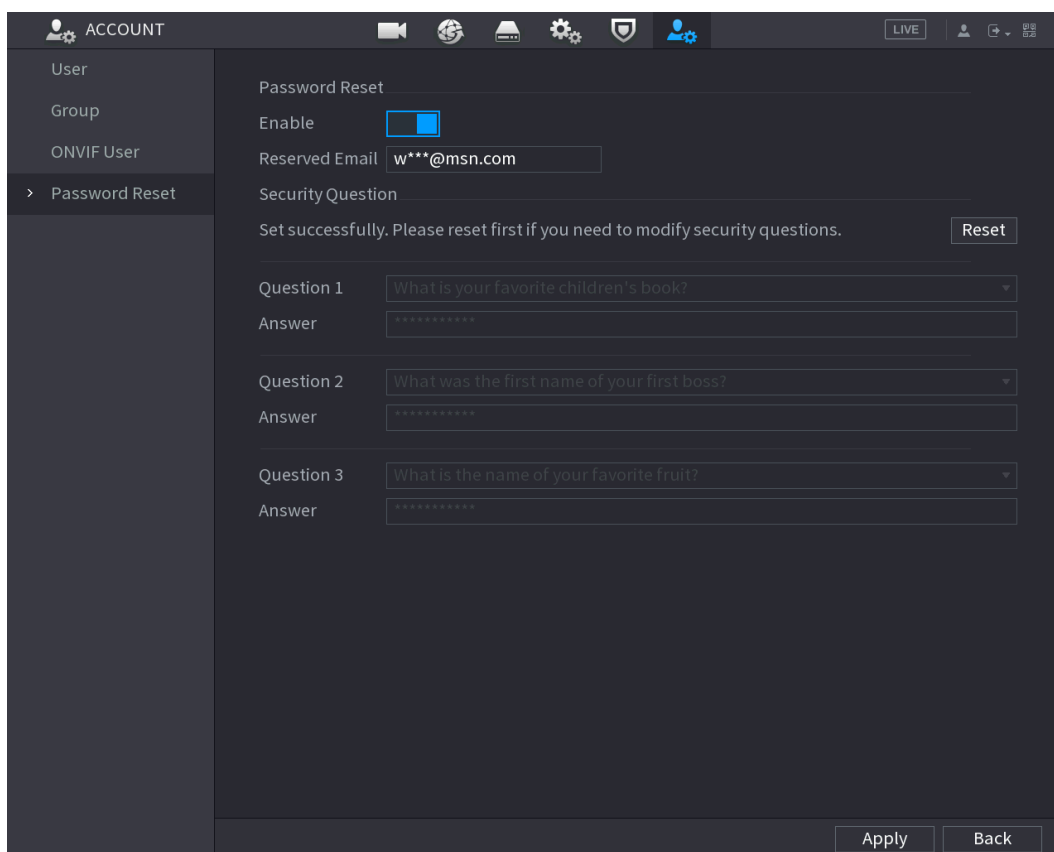 ACCOUNT
LIVE
User
Group
ONVIF User
Password Reset
Password Reset
Enable
Reserved Email w***@msn.com
Security Question
Set successfully. Please reset first if you need to modify security questions. Reset
Question 1 What is your favorite children's book?
Answer ***********
Question 2 What was the first name of your first boss?
Answer ***********
Question 3 What is the name of your favorite fruit?
Answer ***********
Apply Back